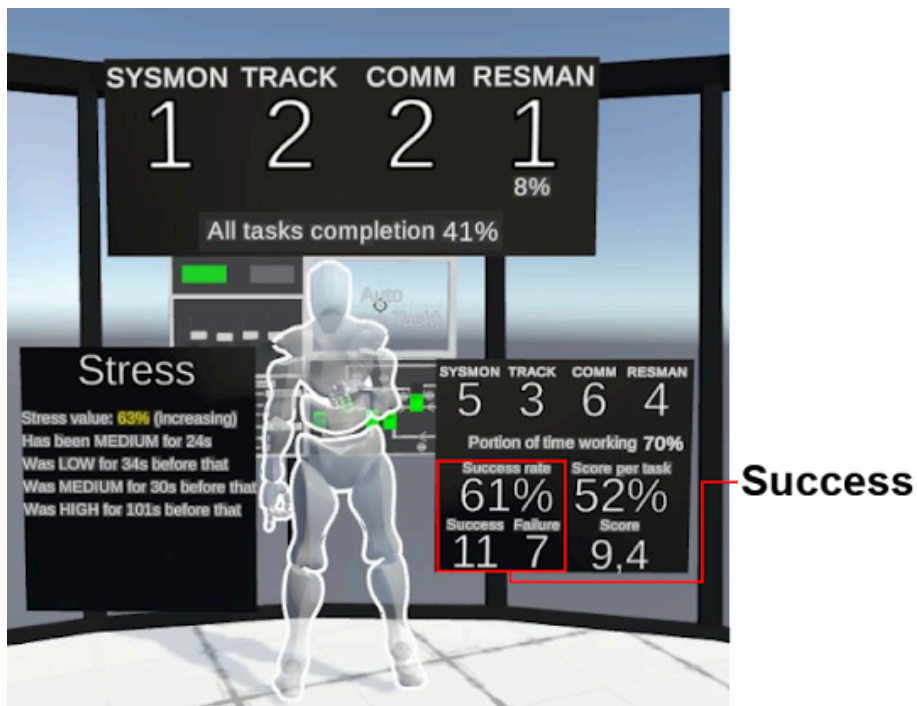 SYSMON TRACK COMM RESMAN
1 2 2 1
8%
All tasks completion 41%
Auto
Task!
Stress
Stress value: 63% (increasing)
Has been MEDIUM for 24s
Was LOW for 34s before that
Was MEDIUM for 30s before that
Was HIGH for 101s before that
SYSMON TRACK COMM RESMAN
5 3 6 4
Portion of time working 70%
Success rate Score per task
61% 52%
Success Failure Score
11 7 9,4
Success